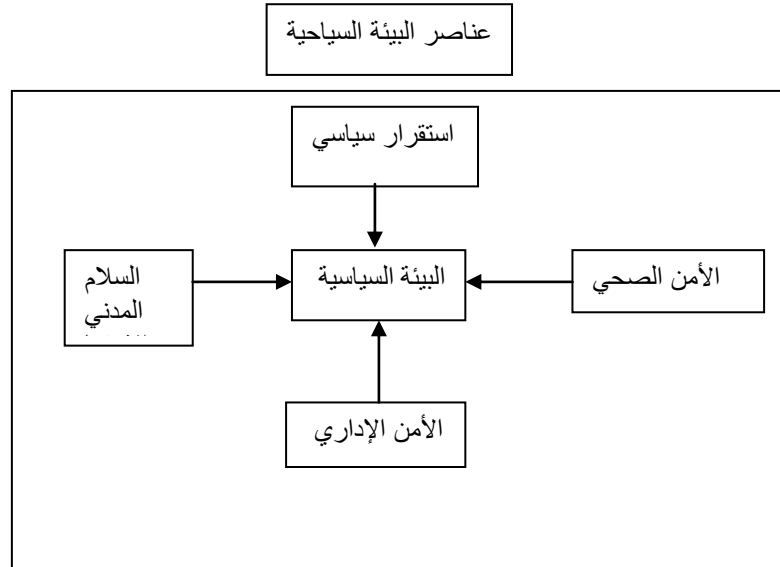 عناصر البيئة السياحية
استقرار سياسي
السلام
المدني
البيئة السياسية
الأمن الصحي
الأمن الإداري